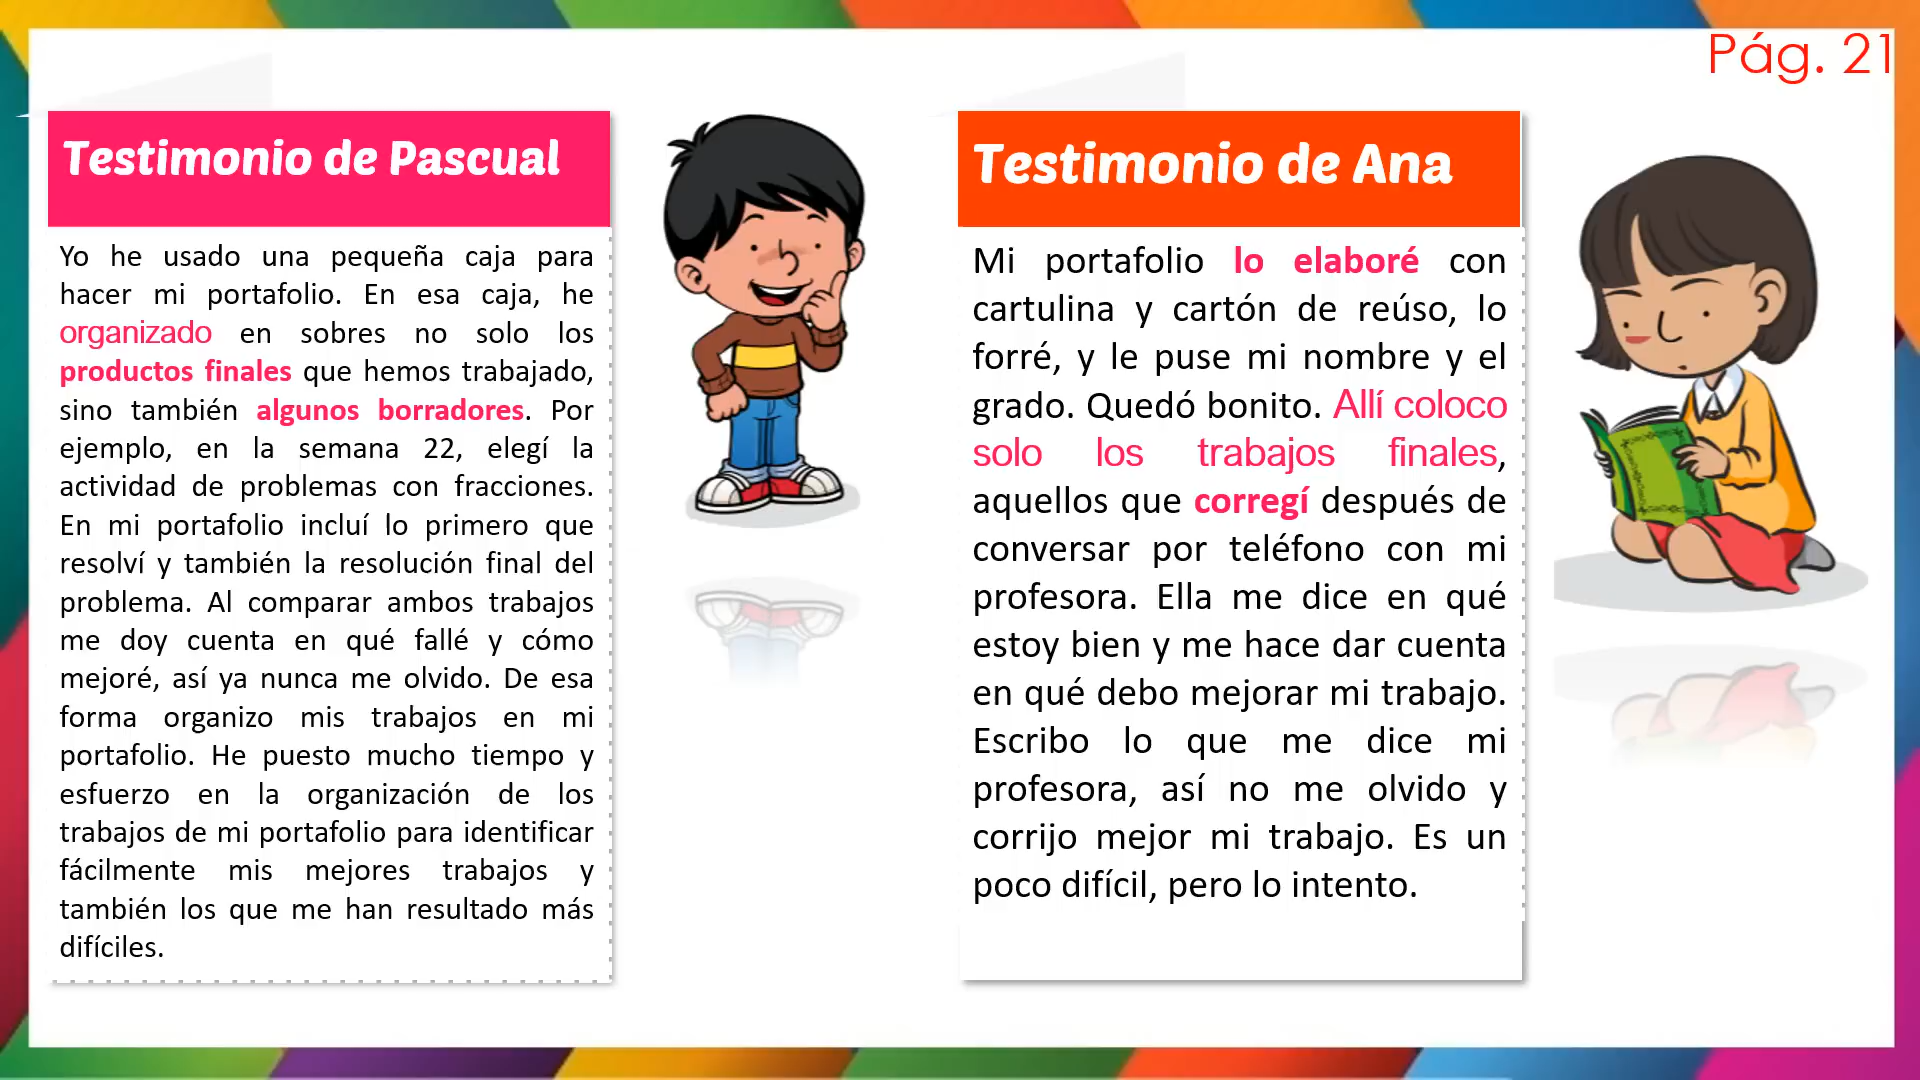 Pág. 21
Testimonio de Pascual
Yo he usado una pequeña caja para
hacer mi portafolio. En esa caja, he
organizado en sobres no solo los
productos finales que hemos trabajado,
sino también algunos borradores. Por
ejemplo, en la semana 22, elegí la
actividad de problemas con fracciones.
En mi portafolio incluí lo primero que
resolví y también la resolución final del
problema. Al comparar ambos trabajos
me doy cuenta en qué fallé y cómo
mejoré, así ya nunca me olvido. De esa
forma organizo mis trabajos en mi
portafolio. He puesto mucho tiempo y
esfuerzo en la organización de los
trabajos de mi portafolio para identificar
fácilmente mis mejores trabajos y
también los que me han resultado más
difíciles.
Testimonio de Ana
Mi portafolio lo elaboré con
cartulina y cartón de reúso, lo
forré, y le puse mi nombre y el
grado. Quedó bonito. Allí coloco
solo los trabajos finales,
aquellos que corregí después de
conversar por teléfono con mi
profesora. Ella me dice en qué
estoy bien y me hace dar cuenta
en qué debo mejorar mi trabajo.
Escribo lo que me dice mi
profesora, así no me olvido y
corrijo mejor mi trabajo. Es un
poco difícil, pero lo intento.